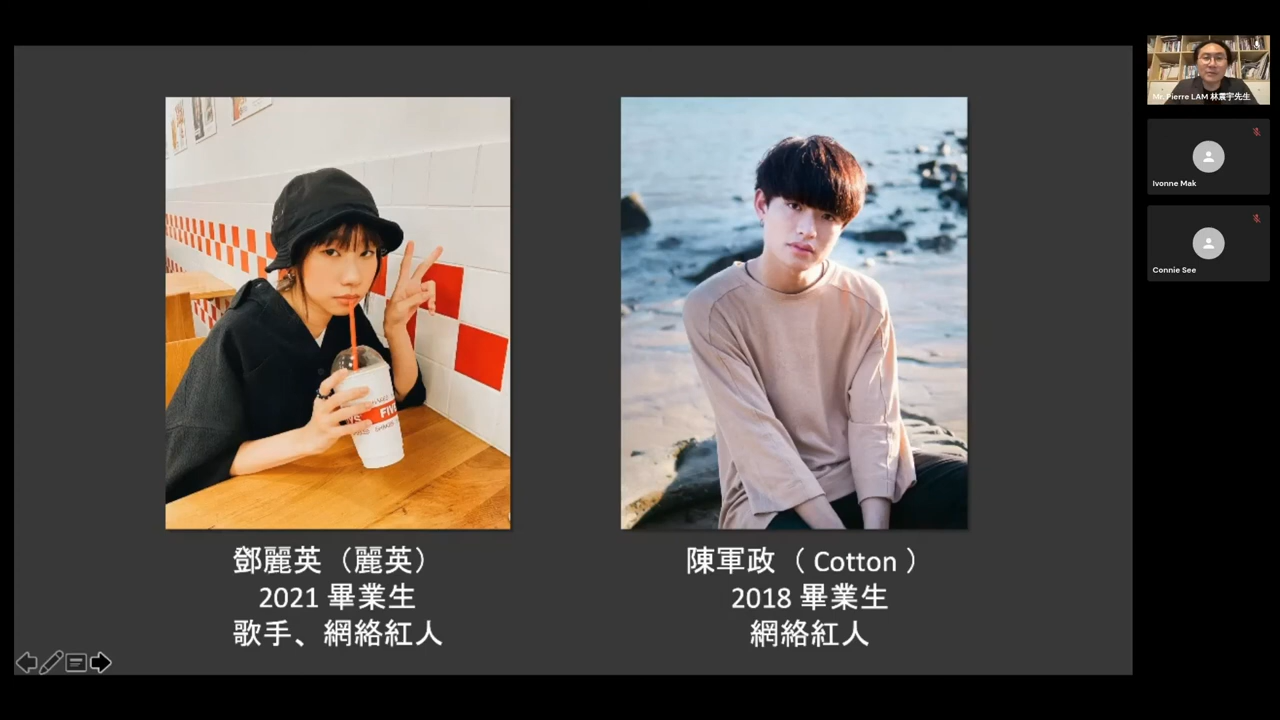 鄧麗英（麗英）
2021 畢業生
歌手、網絡紅人
陳軍政（ Cotton ）
2018 畢業生
網絡紅人
Mr. Pierre LAM 林震宇先生
Ivonne Mak
Connie See
FIV